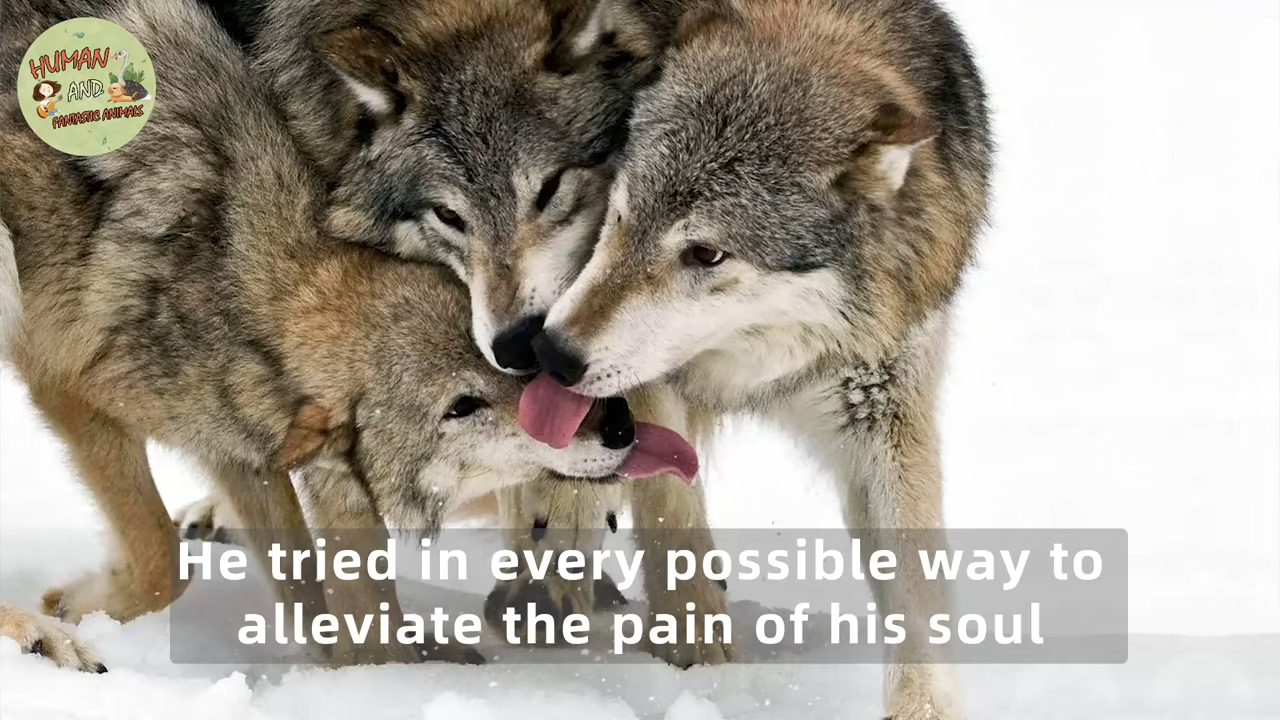 HUMAN
AND
FANTASTIC ANIMALS
He tried in every possible way to
alleviate the pain of his soul